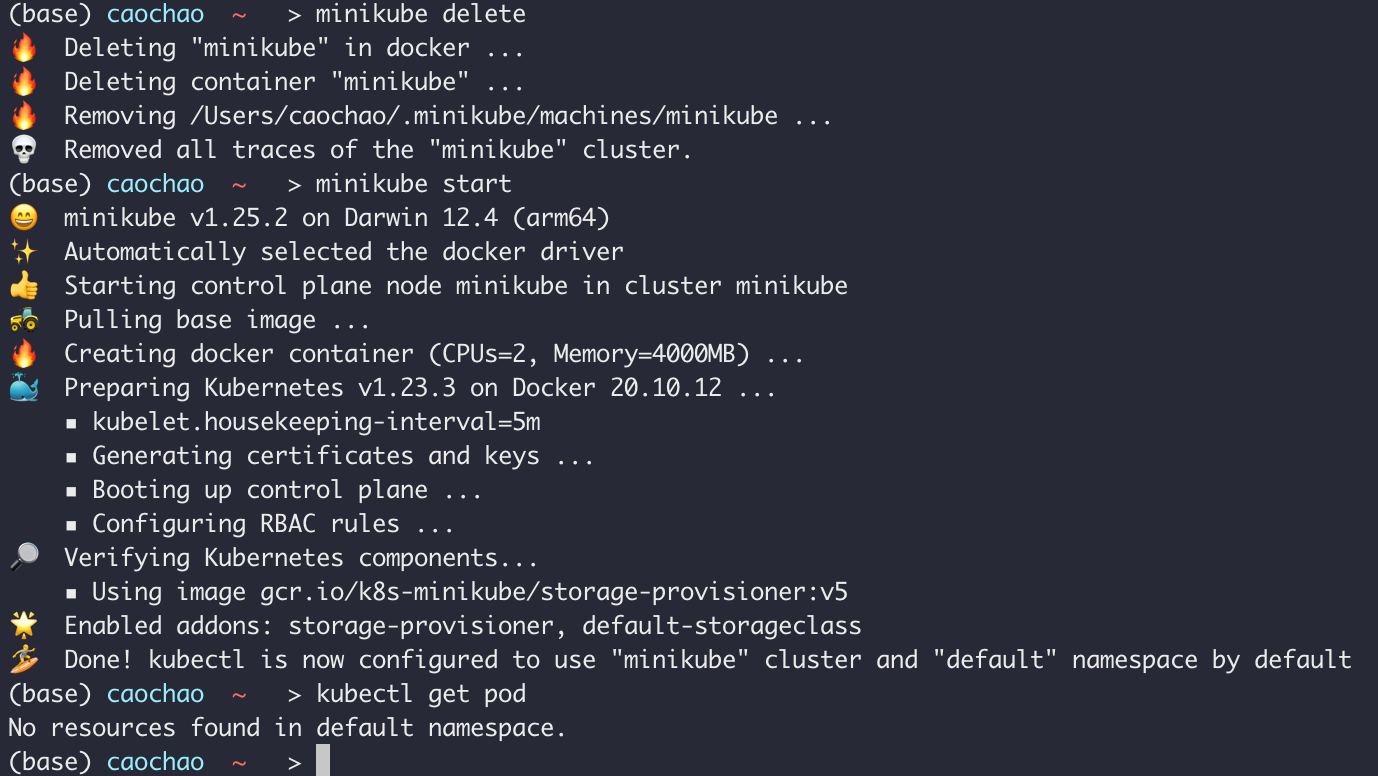 (base) caochao ~ > minikube delete
🔥 Deleting "minikube" in docker ...
🔥 Deleting container "minikube" ...
🔥 Removing /Users/caochao/.minikube/machines/minikube ...
💀 Removed all traces of the "minikube" cluster.
(base) caochao ~ > minikube start
😄 minikube v1.25.2 on Darwin 12.4 (arm64)
✨ Automatically selected the docker driver
👍 Starting control plane node minikube in cluster minikube
🚜 Pulling base image ...
🔥 Creating docker container (CPUs=2, Memory=4000MB) ...
🐳 Preparing Kubernetes v1.23.3 on Docker 20.10.12 ...
▪ kubelet.housekeeping-interval=5m
▪ Generating certificates and keys ...
▪ Booting up control plane ...
▪ Configuring RBAC rules ...
🔎 Verifying Kubernetes components...
▪ Using image gcr.io/k8s-minikube/storage-provisioner:v5
🌟 Enabled addons: storage-provisioner, default-storageclass
🏄 Done! kubectl is now configured to use "minikube" cluster and "default" namespace by default
(base) caochao ~ > kubectl get pod
No resources found in default namespace.
(base) caochao ~ >